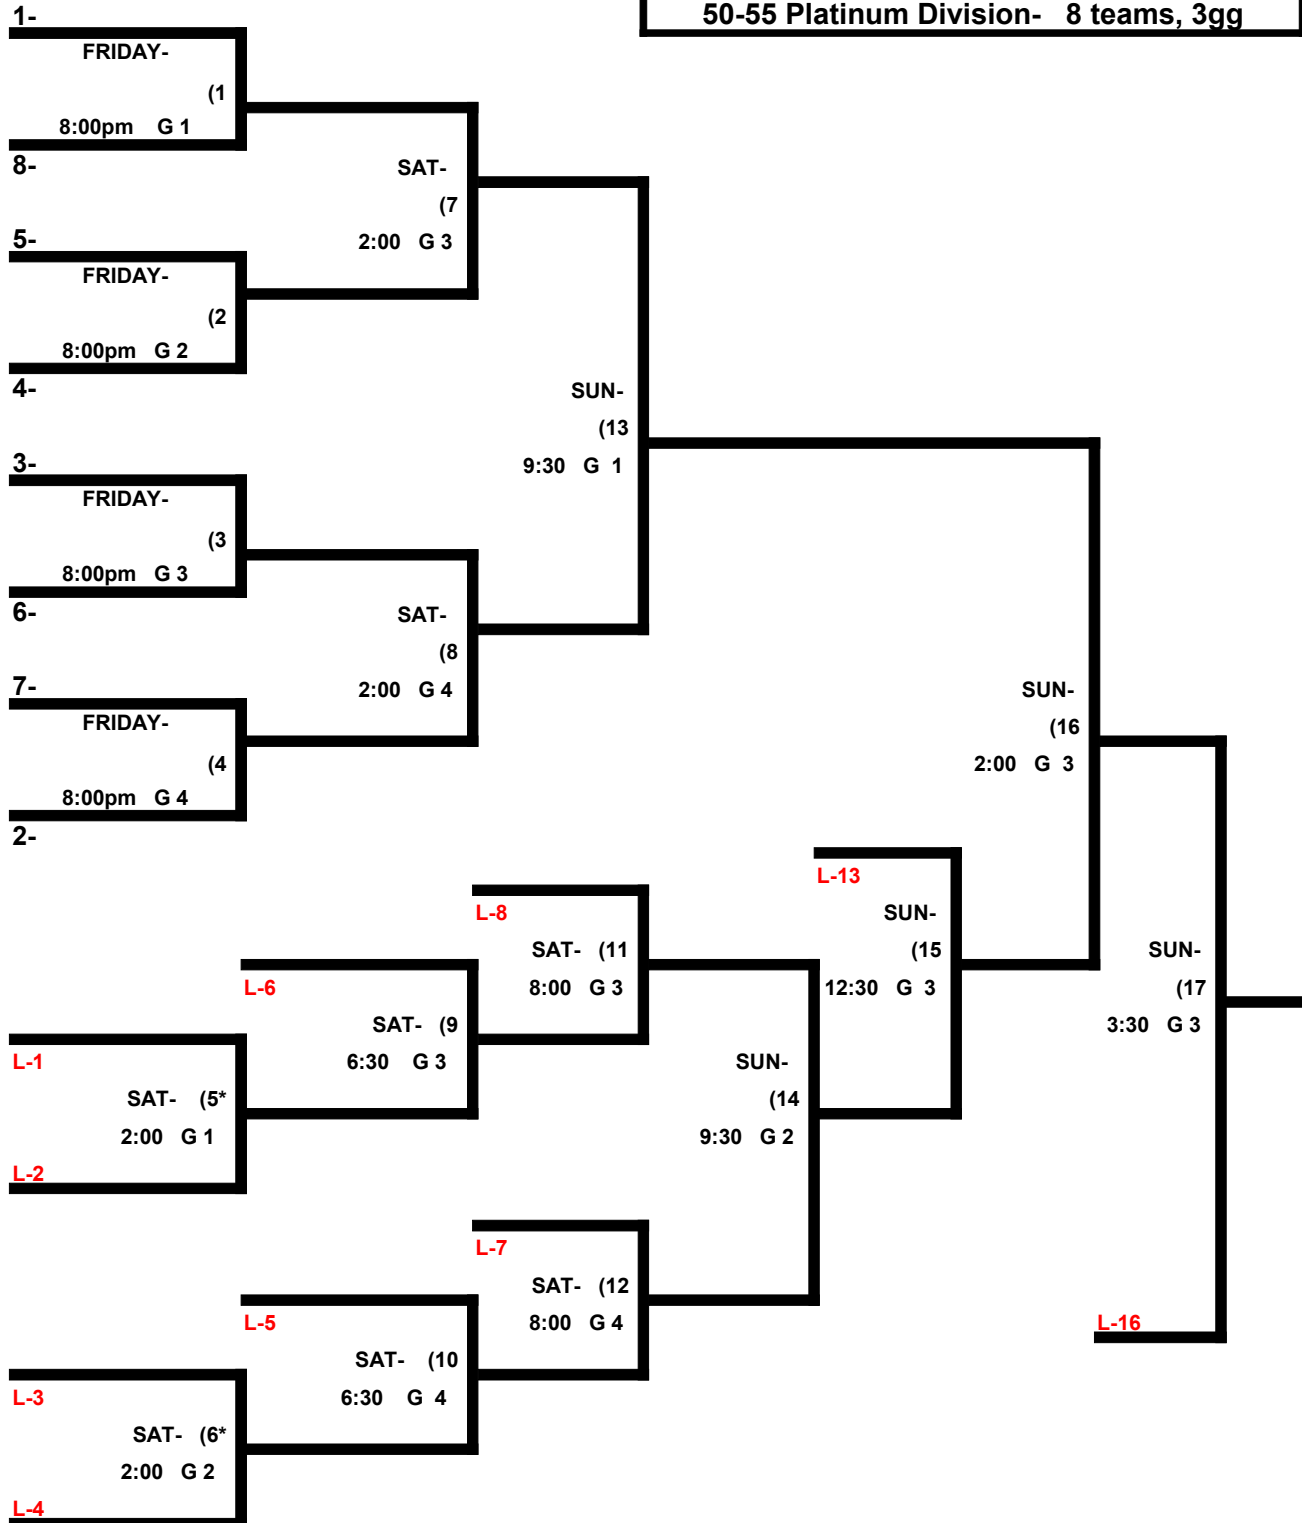 50-55 Platinum Division-   8 teams, 3gg
1-
FRIDAY-
(1
8:00pm   G 1
8-
SAT-
(7
2:00   G 3
5-
FRIDAY-
(2
8:00pm   G 2
4-
SUN-
(13
9:30   G  1
3-
FRIDAY-
(3
8:00pm   G 3
6-
SAT-
(8
2:00   G 4
7-
FRIDAY-
(4
8:00pm   G 4
2-
SUN-
(16
2:00   G  3
L-13
SUN-
(15
12:30   G  3
L-8
SAT-   (11
8:00   G 3
L-6
SAT-   (9
6:30    G 3
SUN-
(17
3:30   G 3
L-1
SAT-   (5*
2:00   G 1
L-2
SUN-
(14
9:30   G 2
L-7
SAT-   (12
8:00   G 4
L-5
SAT-   (10
6:30    G  4
L-16
L-3
SAT-   (6*
2:00   G 2
L-4